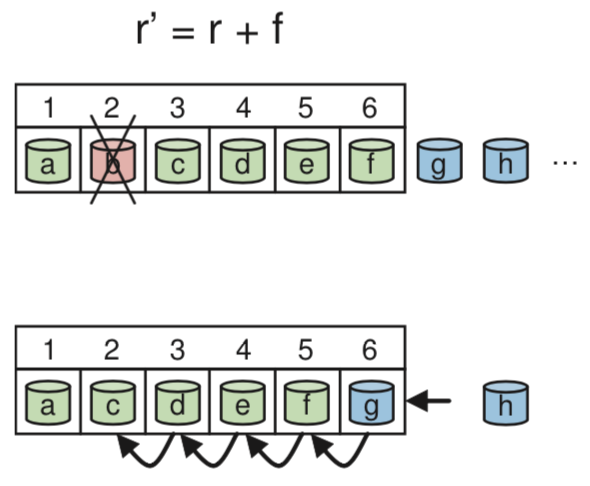 r’ = r + f
1 2 3 4 5 6
a b c d e f g h ...
1 2 3 4 5 6
a c d e f g h